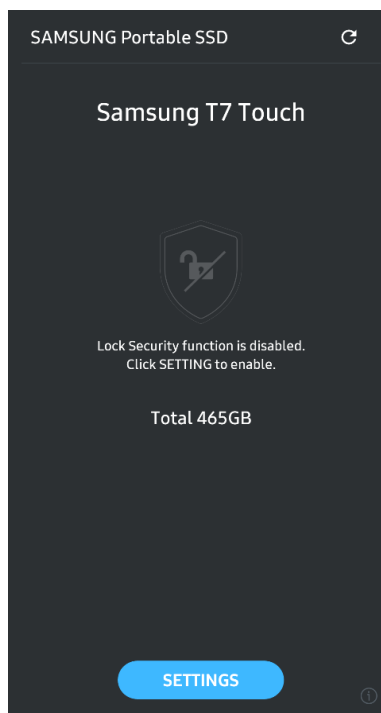 SAMSUNG Portable SSD
Samsung T7 Touch
Lock Security function is disabled.
Click SETTING to enable.
Total 465GB
SETTINGS